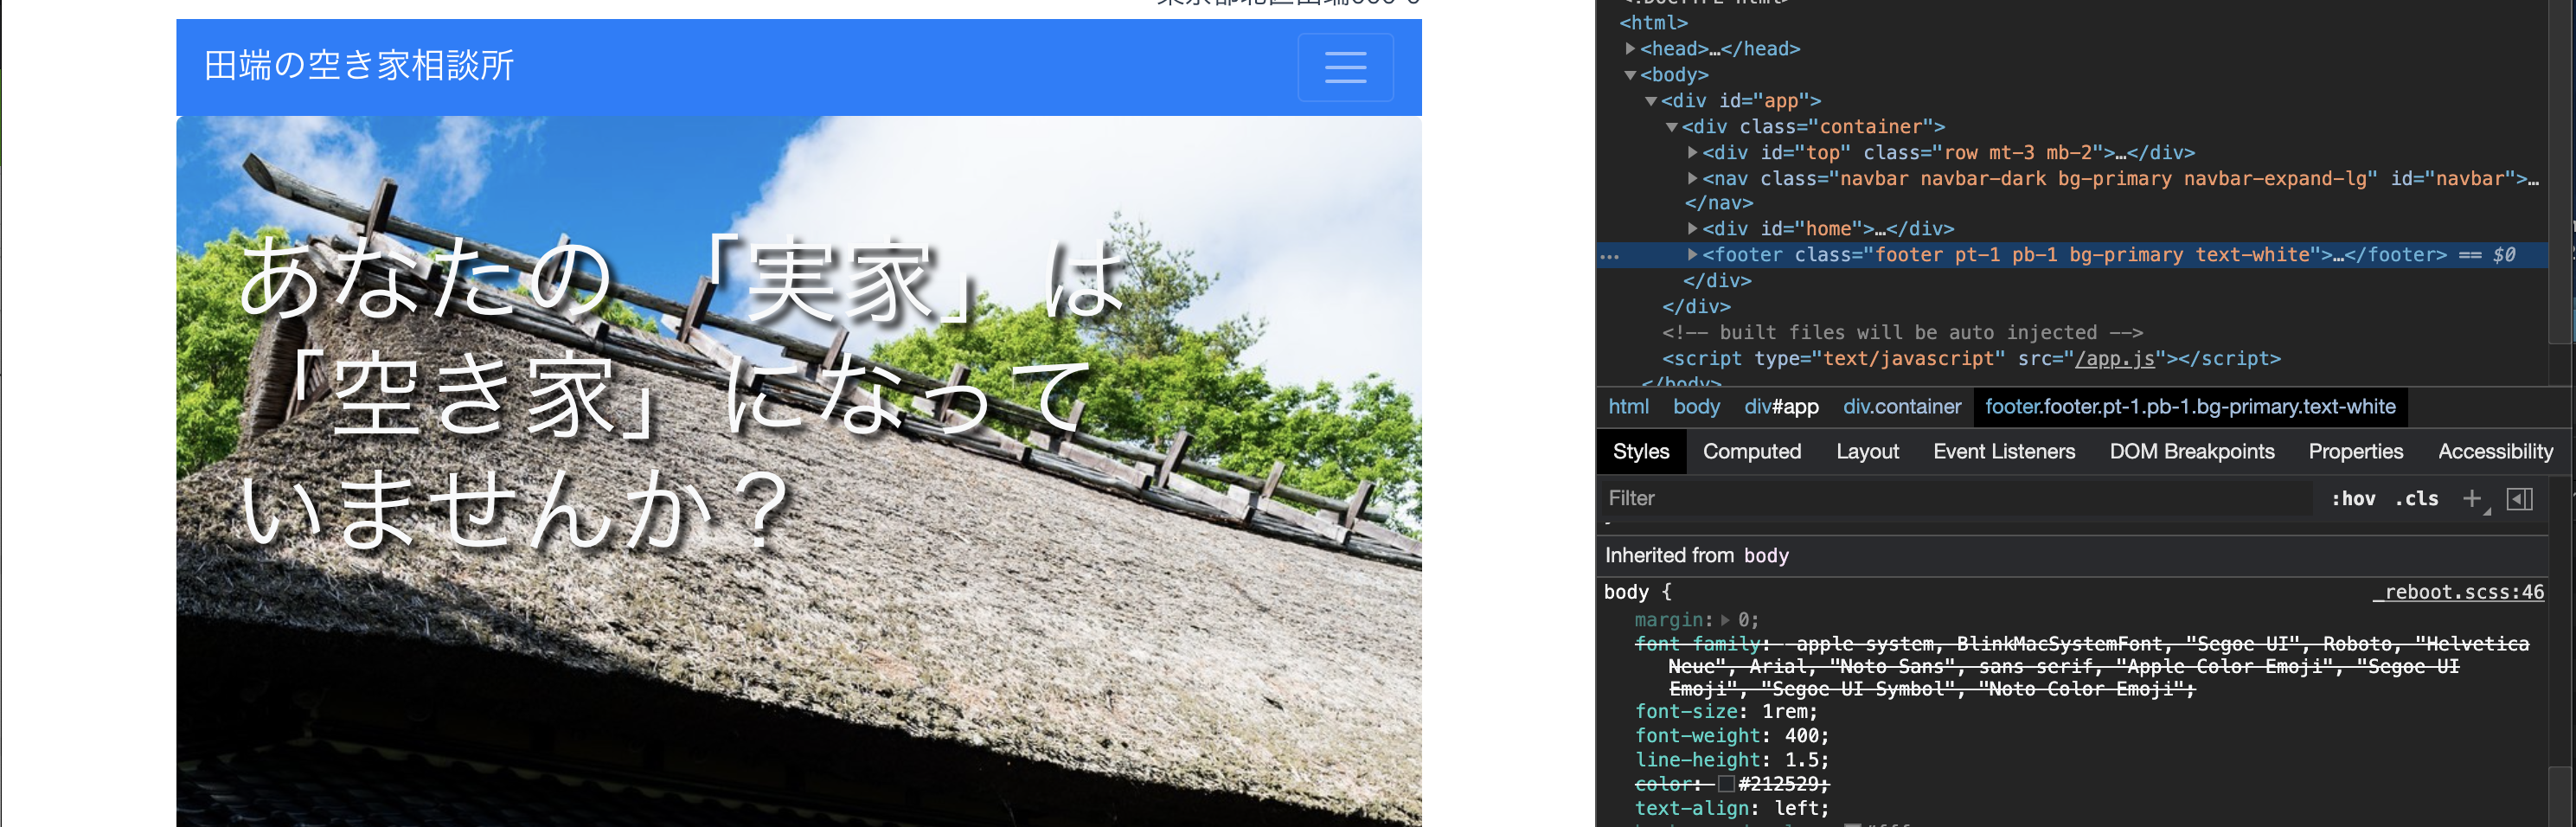 田端の空き家相談所
あなたの「実家」は
「空き家」になって
いませんか？
<html>
<head>…</head>
<body>
<div id="app">
<div class="container">
<div id="top" class="row mt-3 mb-2">…</div>
<nav class="navbar navbar-dark bg-primary navbar-expand-lg" id="navbar">…
</nav>
<div id="home">…</div>
<footer class="footer pt-1 pb-1 bg-primary text-white">…</footer> == $0
</div>
</div>
<!-- built files will be auto injected -->
<script type="text/javascript" src="/app.js"></script>
</body>
html body div#app div.container footer.footer.pt-1.pb-1.bg-primary.text-white
Styles Computed Layout Event Listeners DOM Breakpoints Properties Accessibility
Filter :hov .cls
Inherited from body
body { _reboot.scss:46
margin: 0;
font-family: -apple-system, BlinkMacSystemFont, "Segoe UI", Roboto, "Helvetica
Neue", Arial, "Noto Sans", sans-serif, "Apple Color Emoji", "Segoe UI
Emoji", "Segoe UI Symbol", "Noto Color Emoji";
font-size: 1rem;
font-weight: 400;
line-height: 1.5;
color: #212529;
text-align: left;